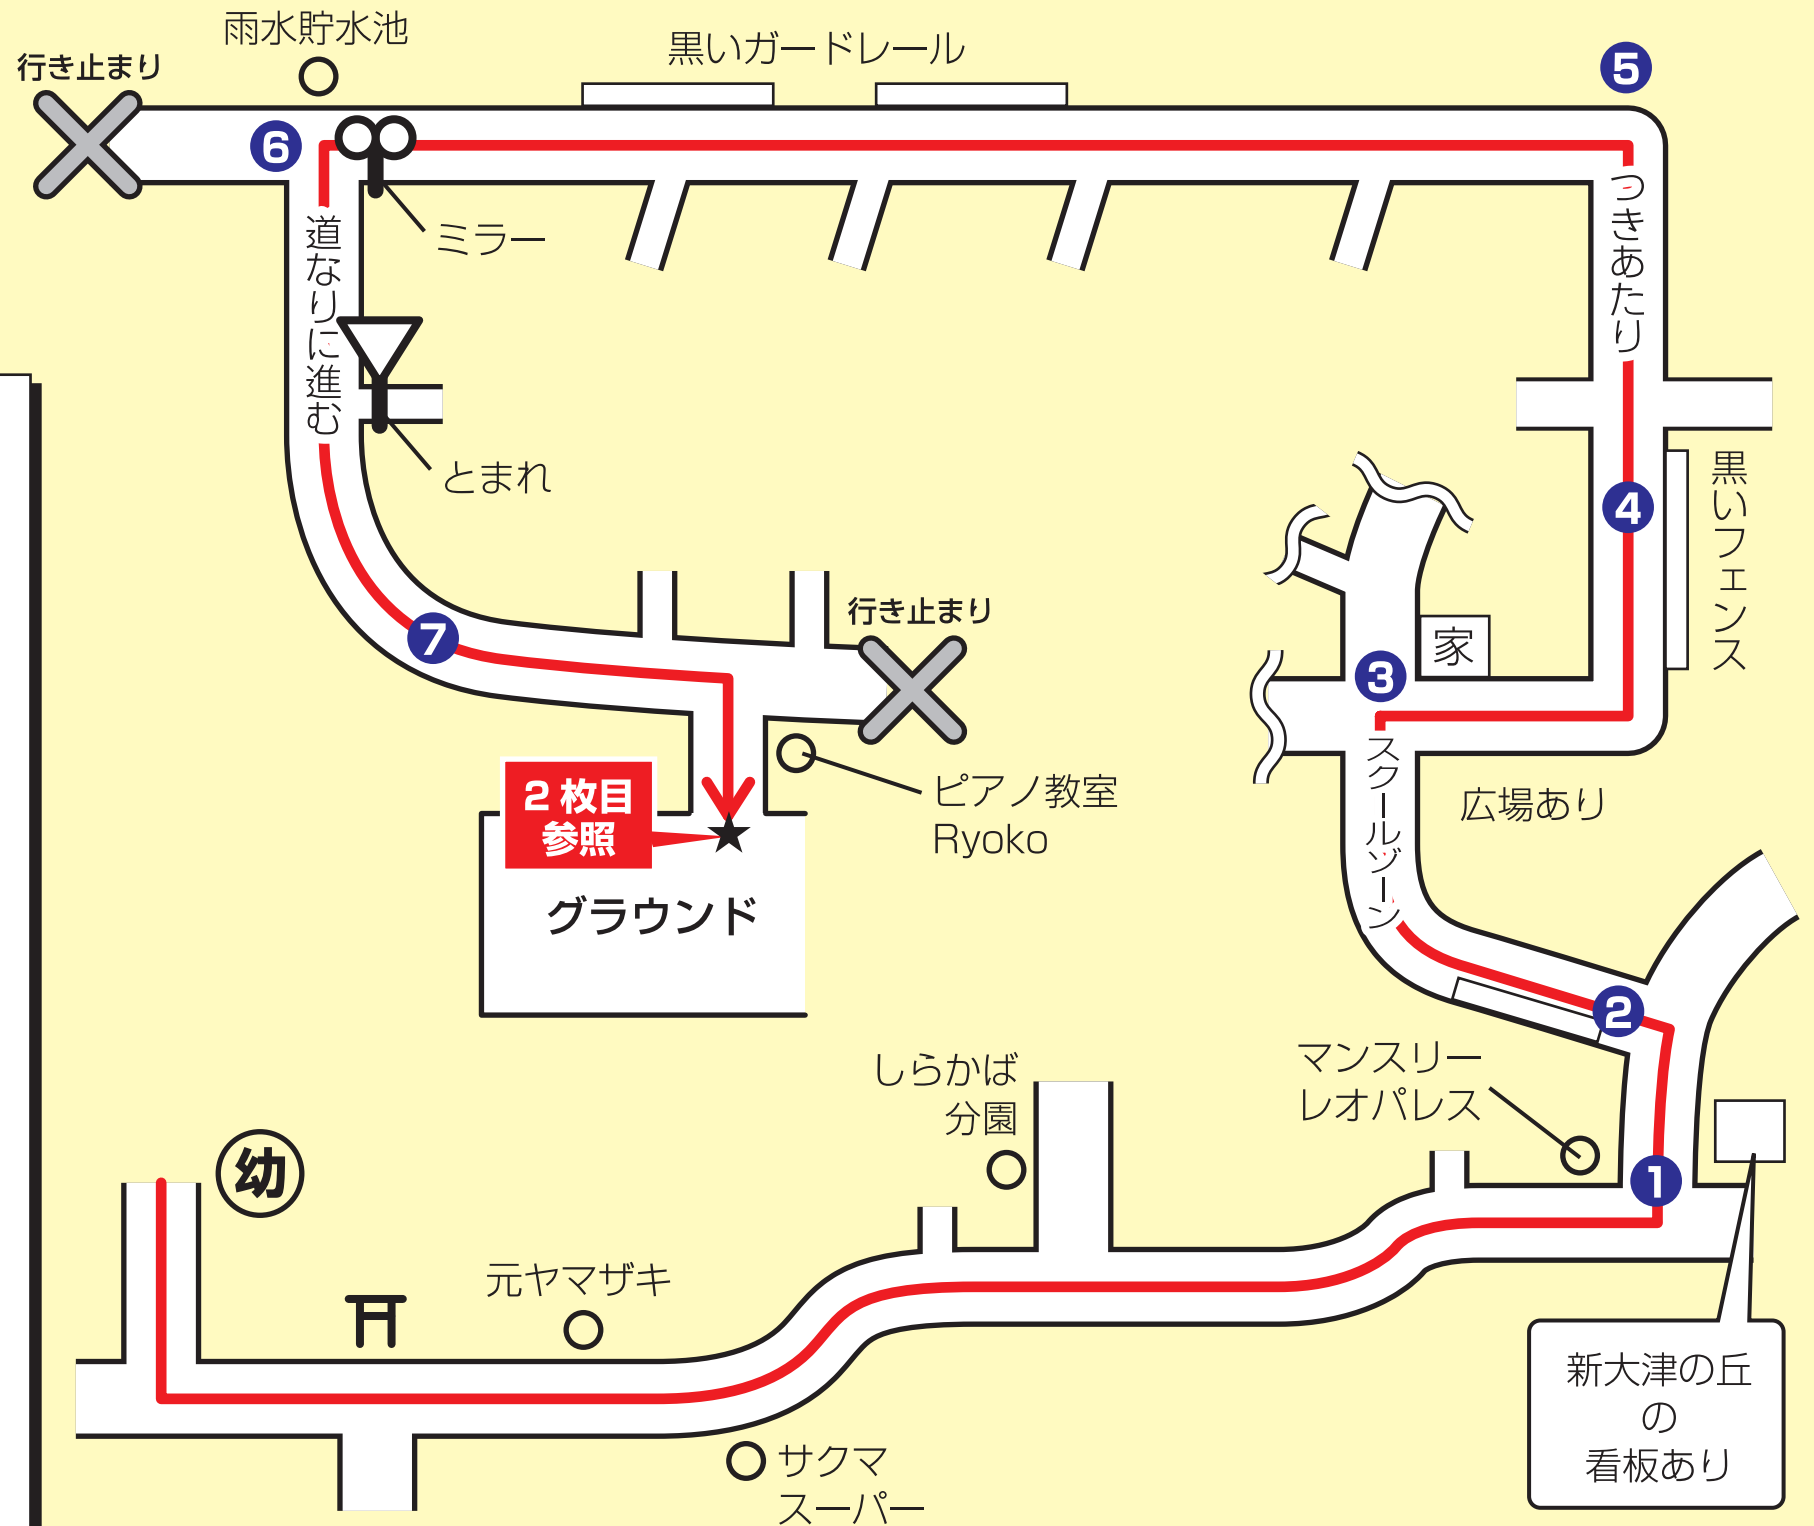 雨水貯水池
行き止まり
黒いガードレール
5
6
ミラー
つきあたり
道なりに進む
とまれ
4
黒いフェンス
7
行き止まり
家
3
スクールゾーン
広場あり
ピアノ教室
Ryoko
2枚目
参照
★
グラウンド
2
マンスリー
レオパレス
しらかば
分園
1
幼
元ヤマザキ
サクマ
スーパー
新大津の丘
の
看板あり